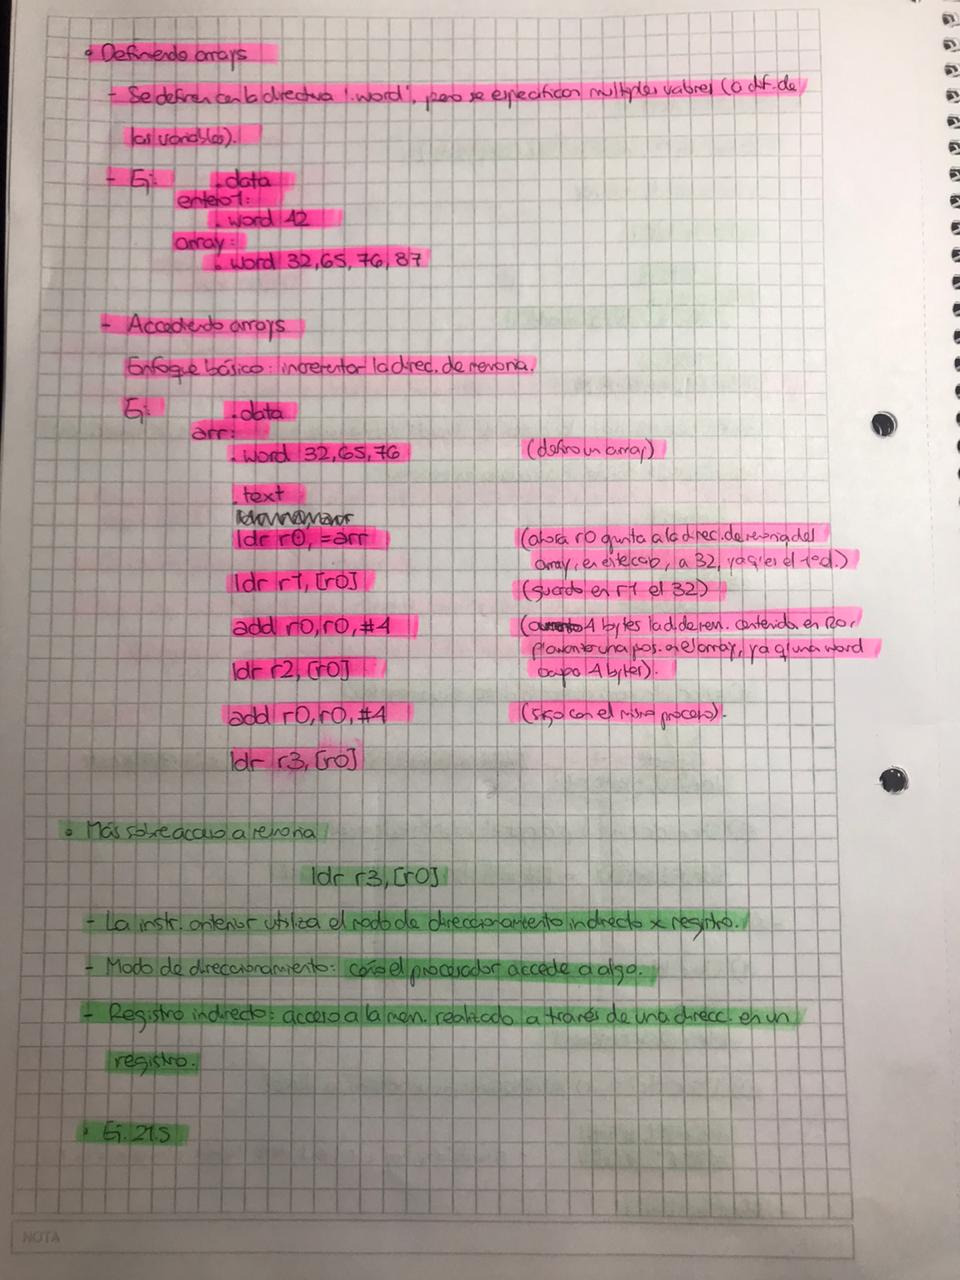 • Definiendo arrays
- Se definen con la directiva '.word', pero se especifican múltiples valores (a dif. de
las variables).
- Ej: .data
entero1:
.word 42
array:
.word 32,65,76,87
- Accediendo arrays
Enfoque básico: incrementar la direc. de memoria.
Ej: .data
arr:
.word 32,65,76 (defino un array)
.text
ldr r0, =arr (ahora r0 apunta a la direc. de memoria del
array, en este caso, a 32, ya q' es el 1º el.)
ldr r1, [r0] (guardo en r1 el 32)
add r0, r0, #4 (aumento 4 bytes la d. de mem. contenida en R0
una pos. en el array, ya q' una word
ldr r2, [r0] ocupa 4 bytes).
add r0, r0, #4 (sigo con el mismo proceso).
ldr r3, [r0]
• Más sobre acceso a memoria
ldr r3, [r0]
- La instr. anterior utiliza el modo de direccionamiento indirecto x registro.
- Modo de direccionamiento: cómo el procesador accede a algo.
- Registro indirecto: acceso a la mem. realizado a través de una direcc. en un
registro.
• Ej. 21.s
NOTA